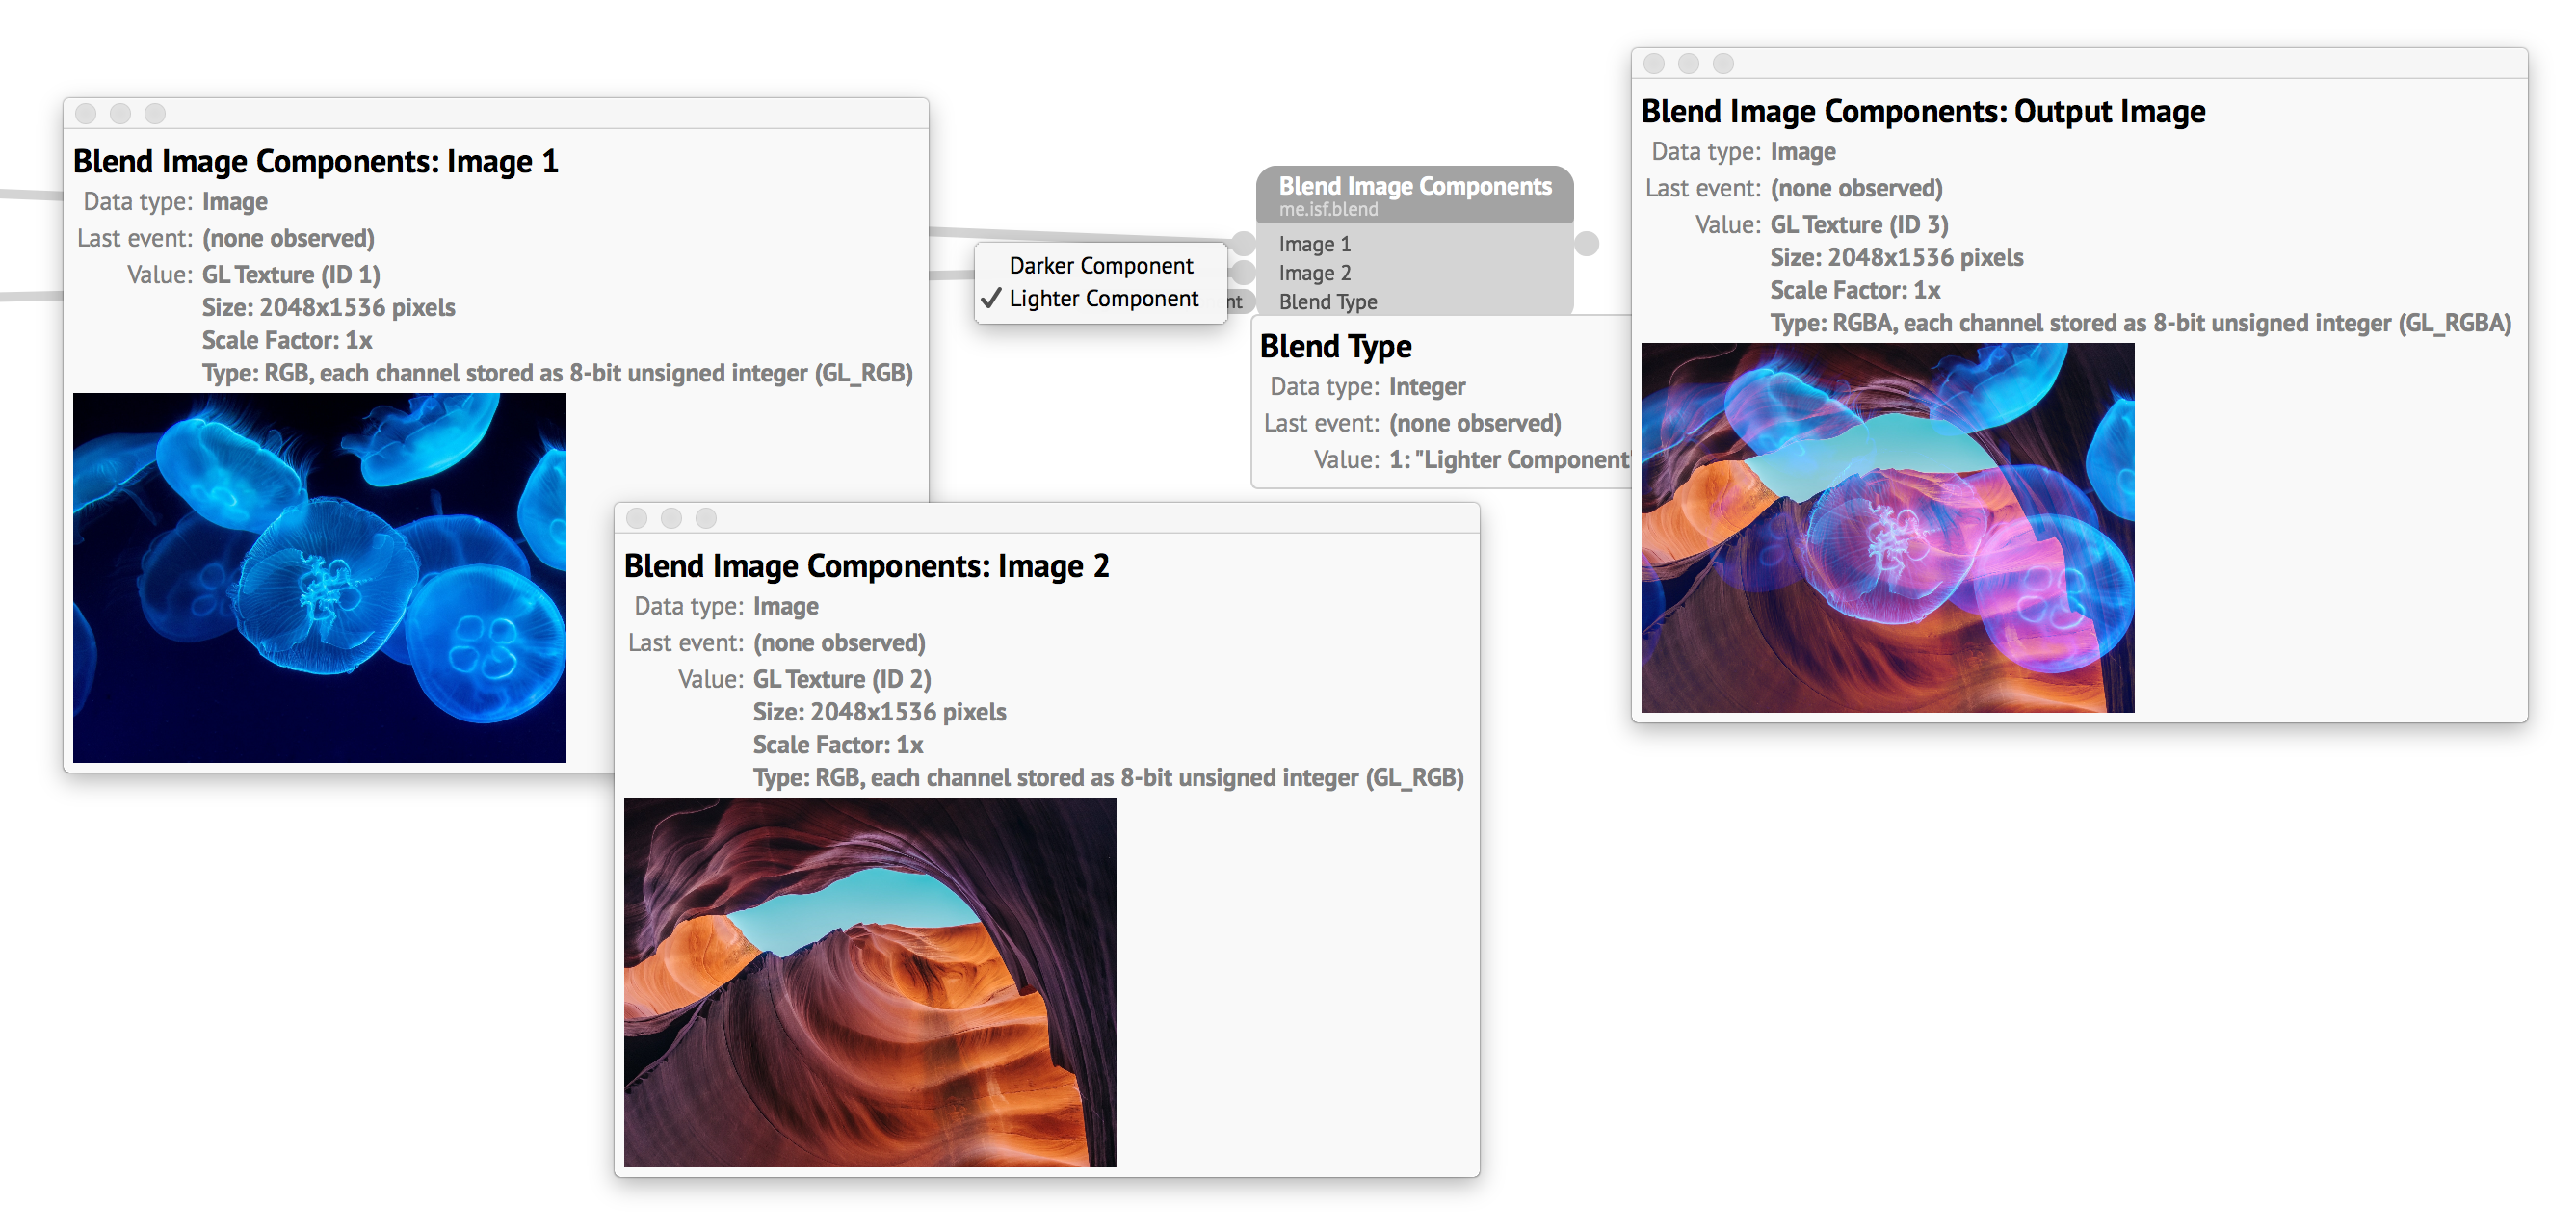 Blend Image Components: Image 1
Data type: Image
Last event: (none observed)
Value: GL Texture (ID 1)
Size: 2048x1536 pixels
Scale Factor: 1x
Type: RGB, each channel stored as 8-bit unsigned integer (GL_RGB)
Darker Component
✓ Lighter Component
Blend Image Components
me.isf.blend
Image 1
Image 2
nt Blend Type
Blend Type
Data type: Integer
Last event: (none observed)
Value: 1: "Lighter Component"
Blend Image Components: Image 2
Data type: Image
Last event: (none observed)
Value: GL Texture (ID 2)
Size: 2048x1536 pixels
Scale Factor: 1x
Type: RGB, each channel stored as 8-bit unsigned integer (GL_RGB)
Blend Image Components: Output Image
Data type: Image
Last event: (none observed)
Value: GL Texture (ID 3)
Size: 2048x1536 pixels
Scale Factor: 1x
Type: RGBA, each channel stored as 8-bit unsigned integer (GL_RGBA)